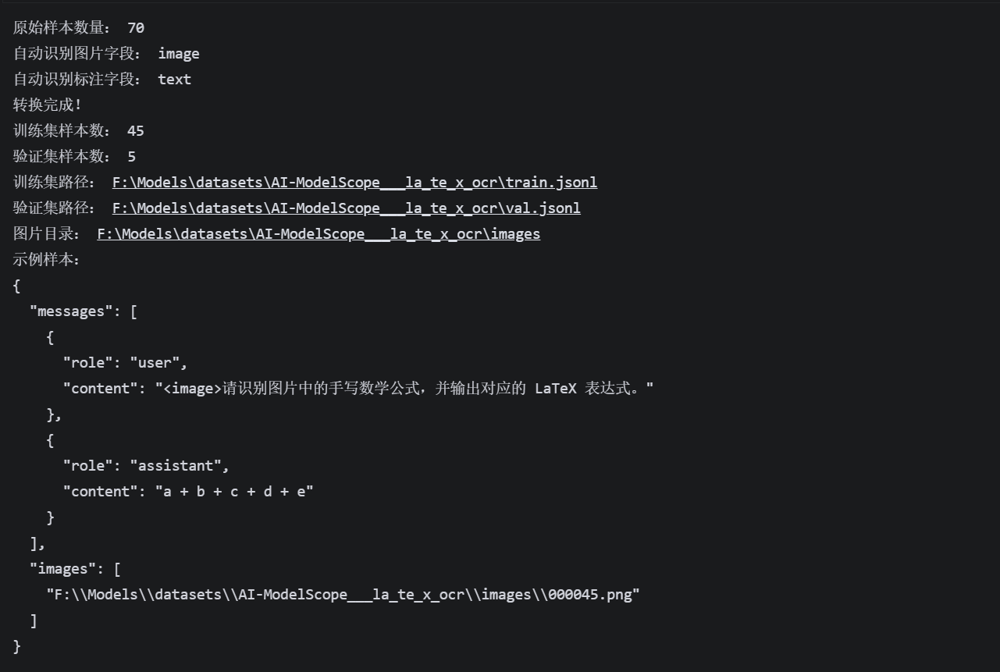 原始样本数量： 70
自动识别图片字段： image
自动识别标注字段： text
转换完成！
训练集样本数： 45
验证集样本数： 5
训练集路径： F:\Models\datasets\AI-ModelScope___la_te_x_ocr\train.jsonl
验证集路径： F:\Models\datasets\AI-ModelScope___la_te_x_ocr\val.jsonl
图片目录： F:\Models\datasets\AI-ModelScope___la_te_x_ocr\images
示例样本：
{
  "messages": [
    {
      "role": "user",
      "content": "<image>请识别图片中的手写数学公式，并输出对应的 LaTeX 表达式。"
    },
    {
      "role": "assistant",
      "content": "a + b + c + d + e"
    }
  ],
  "images": [
    "F:\\Models\\datasets\\AI-ModelScope___la_te_x_ocr\\images\\000045.png"
  ]
}